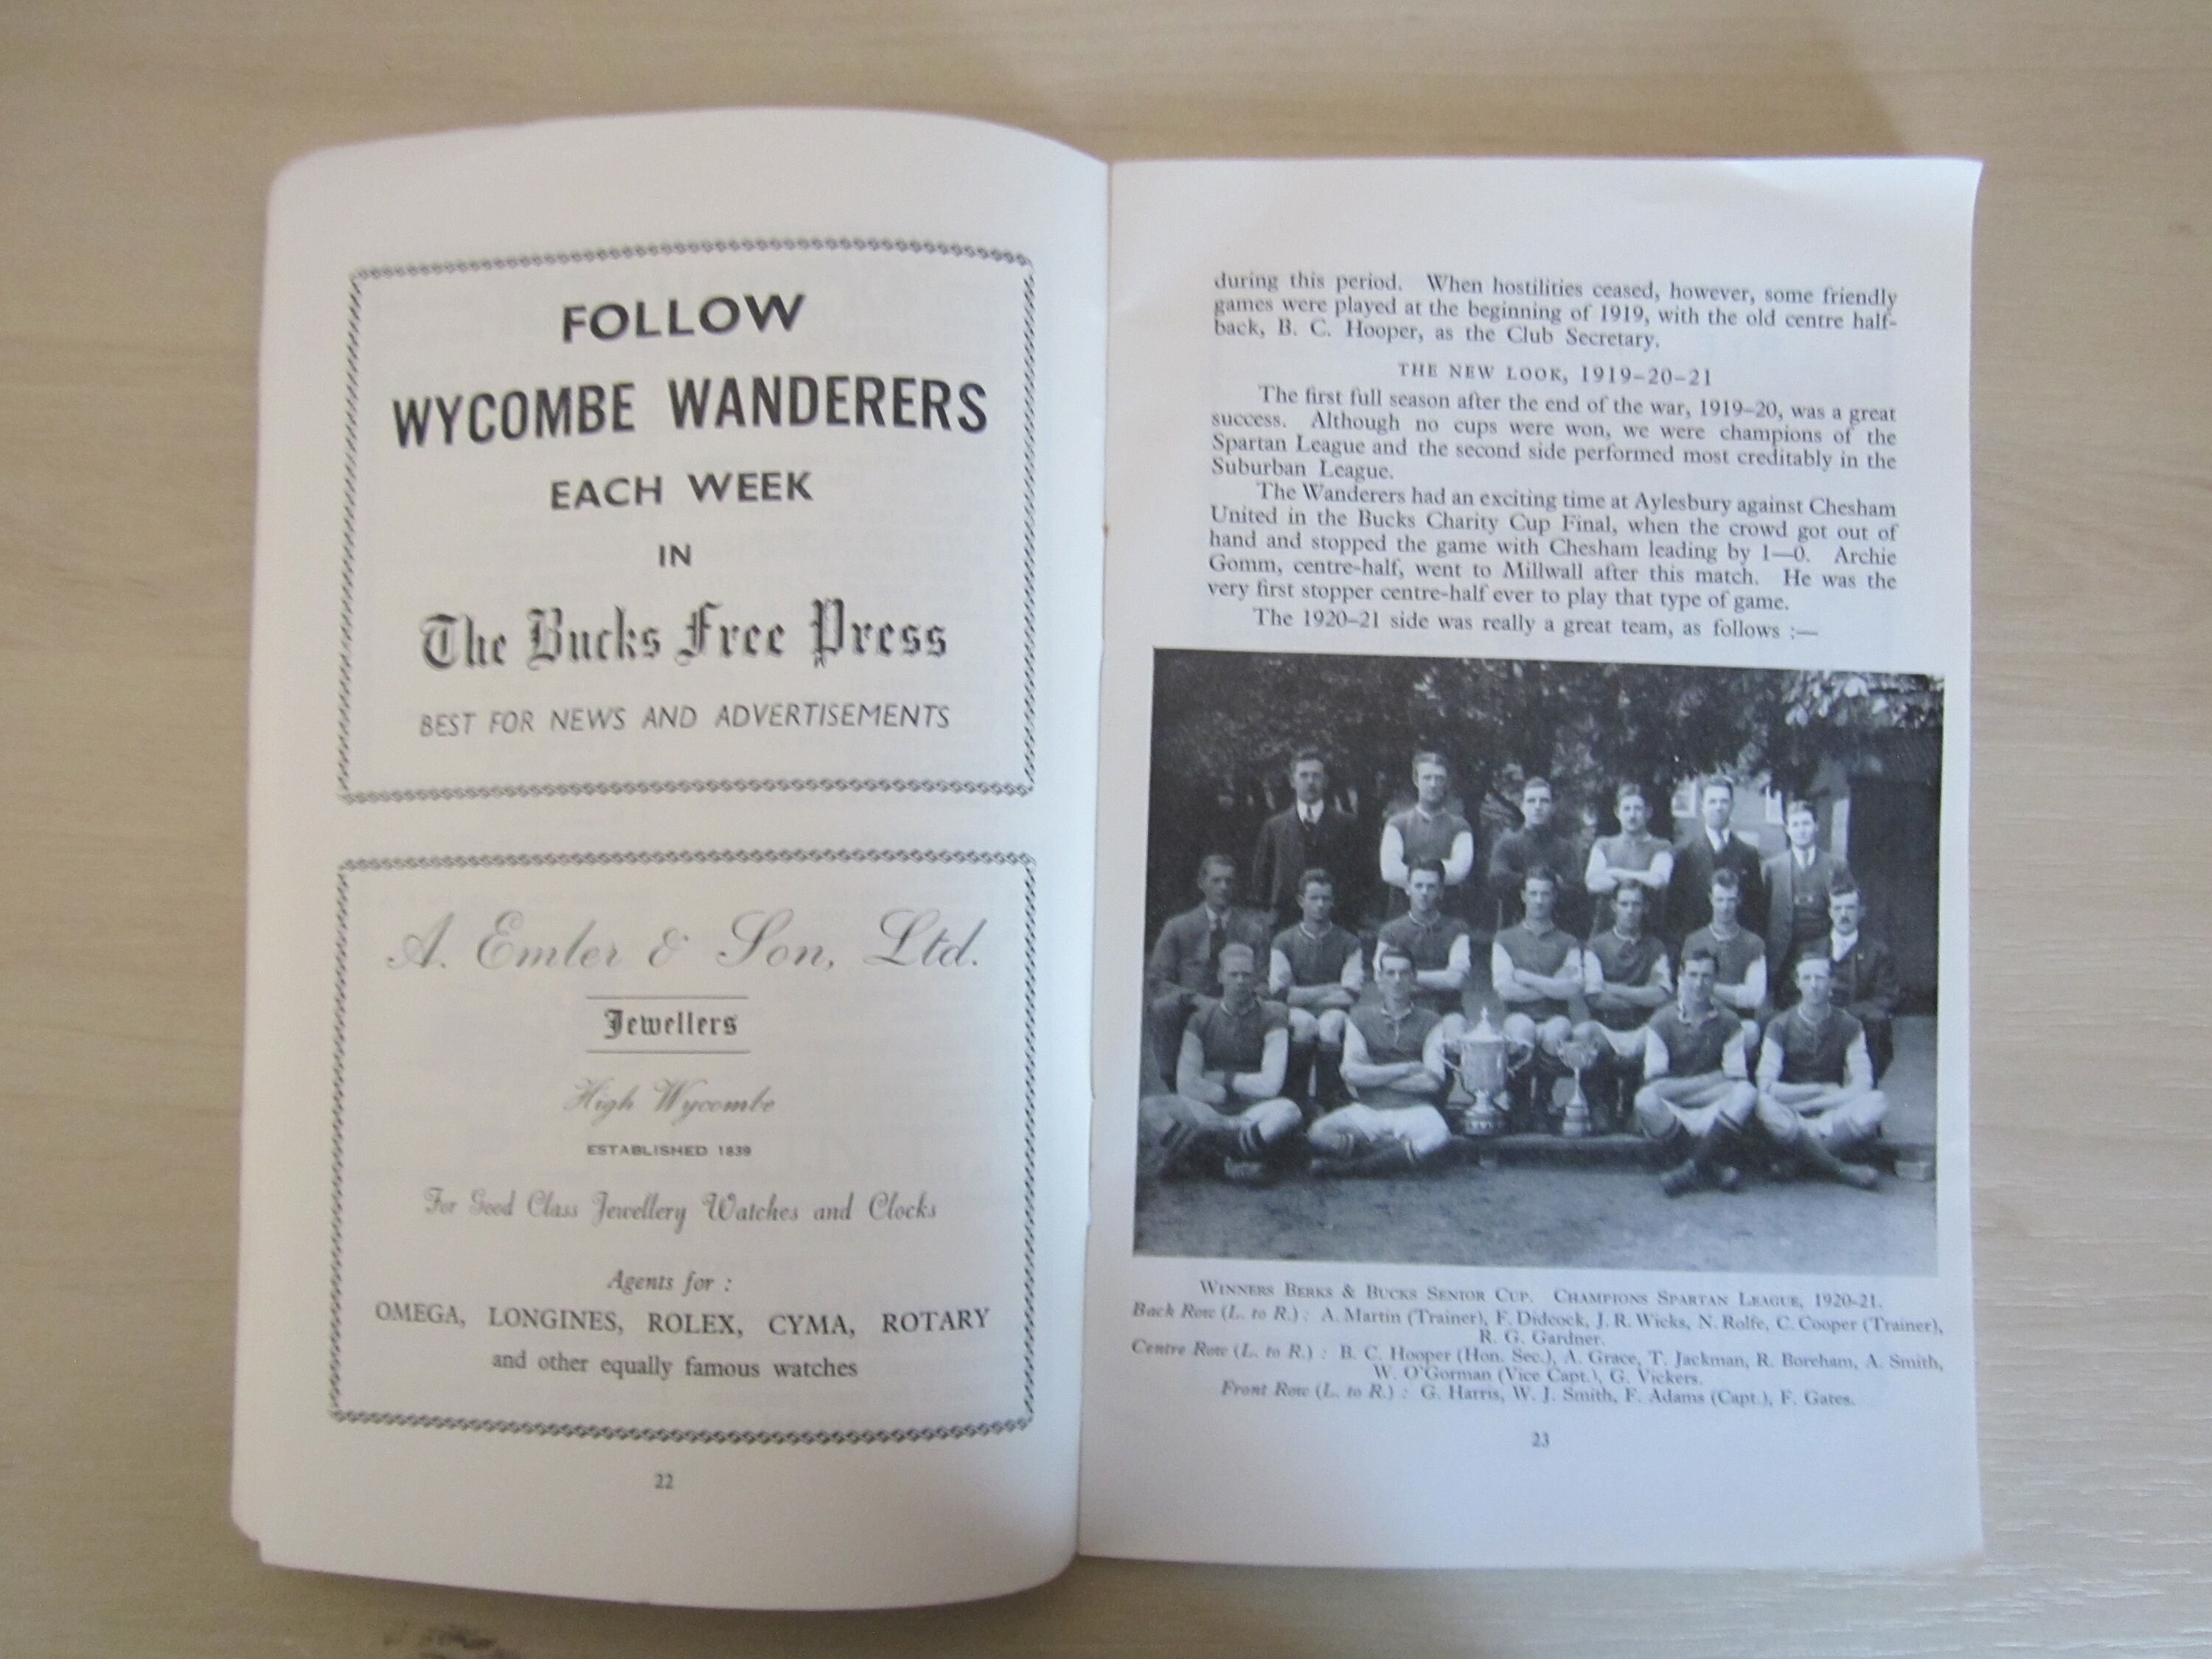 FOLLOW
WYCOMBE WANDERERS
EACH WEEK
IN
The Bucks Free Press
BEST FOR NEWS AND ADVERTISEMENTS
A. Emler & Son, Ltd.
Jewellers
High Wycombe
ESTABLISHED 1839
For Good Class Jewellery Watches and Clocks
Agents for :
OMEGA, LONGINES, ROLEX, CYMA, ROTARY
and other equally famous watches
22
during this period. When hostilities ceased, however, some friendly
games were played at the beginning of 1919, with the old centre half-
back, B. C. Hooper, as the Club Secretary.
THE NEW LOOK, 1919–20–21
The first full season after the end of the war, 1919–20, was a great
success. Although no cups were won, we were champions of the
Spartan League and the second side performed most creditably in the
Suburban League.
The Wanderers had an exciting time at Aylesbury against Chesham
United in the Bucks Charity Cup Final, when the crowd got out of
hand and stopped the game with Chesham leading by 1—0. Archie
Gomm, centre-half, went to Millwall after this match. He was the
very first stopper centre-half ever to play that type of game.
The 1920–21 side was really a great team, as follows :—
WINNERS BERKS & BUCKS SENIOR CUP. CHAMPIONS SPARTAN LEAGUE, 1920–21.
Back Row (L. to R.) : A. Martin (Trainer), F. Didcock, J. R. Wicks, N. Rolfe, C. Cooper (Trainer),
R. G. Gardner.
Centre Row (L. to R.) : B. C. Hooper (Hon. Sec.), A. Grace, T. Jackman, R. Boreham, A. Smith,
W. O'Gorman (Vice Capt.), G. Vickers.
Front Row (L. to R.) : G. Harris, W. J. Smith, F. Adams (Capt.), F. Gates.
23